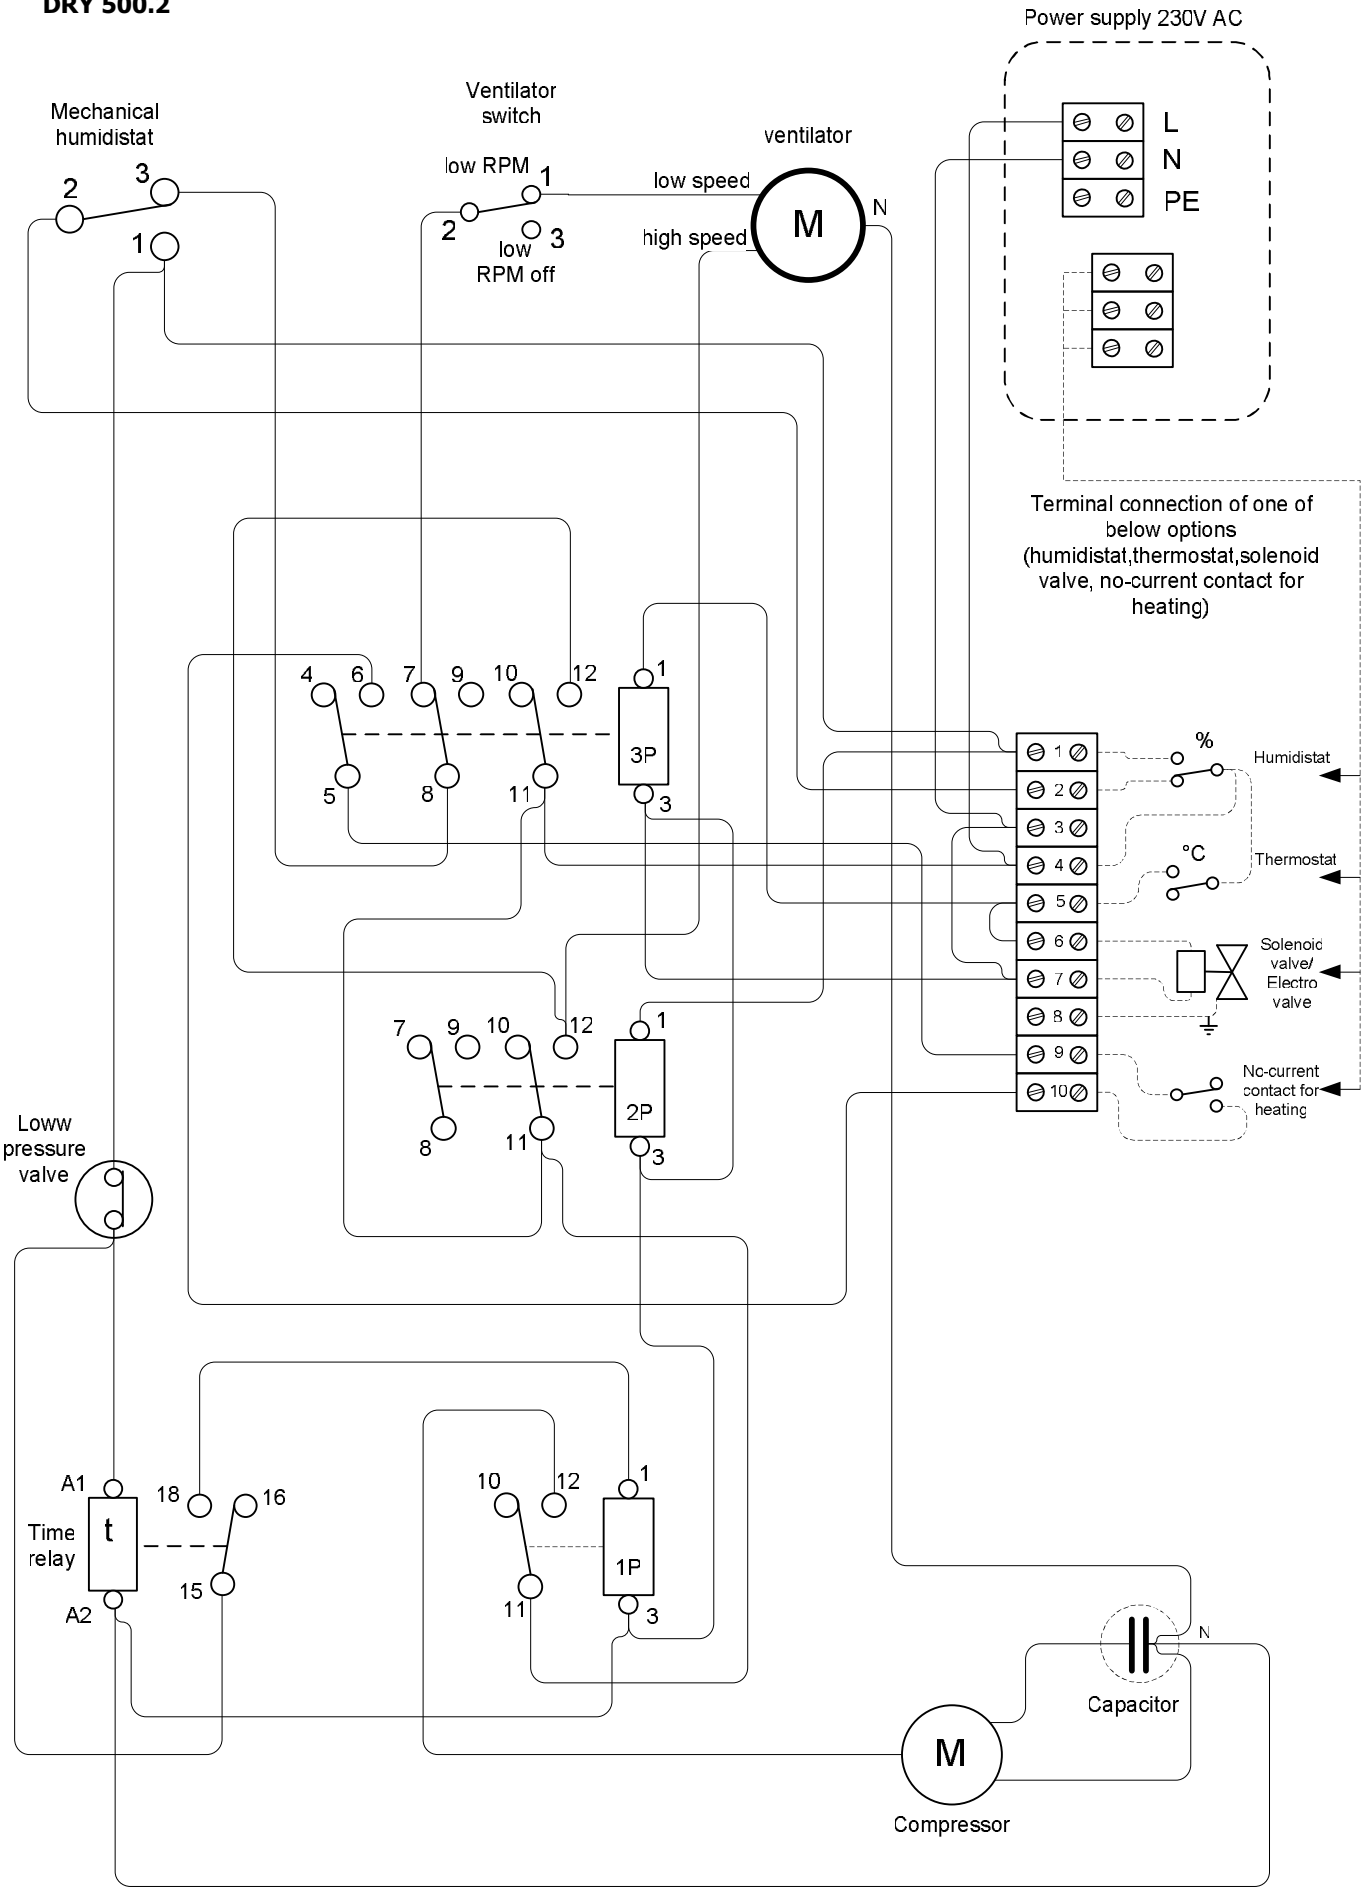 DRY 500.2
Power supply 230V AC
L
N
PE
Mechanical
humidistat
2
3
1
Ventilator
switch
low RPM
1
2
3
low
RPM off
ventilator
low speed
high speed
M
N
Terminal connection of one of
below options
(humidistat,thermostat,solenoid
valve, no-current contact for
heating)
4
6
7
9
10
12
1
3P
5
8
11
3
1
2
3
4
5
6
7
8
9
10
%
Humidistat
°C
Thermostat
Solenoid
valve/
Electro
valve
No-current
contact for
heating
7
9
10
12
1
2P
8
11
3
Loww
pressure
valve
A1
18
16
t
Time
relay
15
A2
10
12
1
1P
11
3
N
Capacitor
M
Compressor